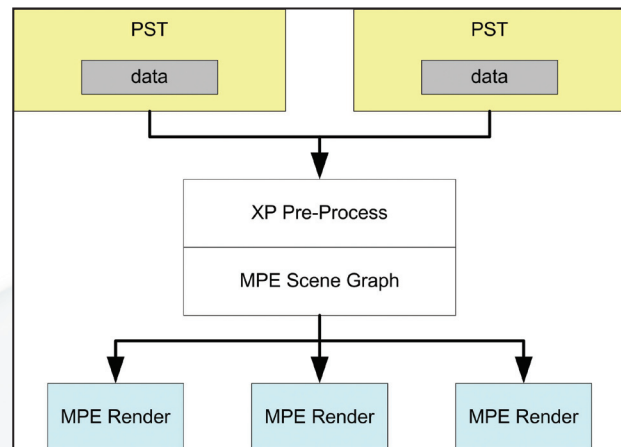 PST
PST
data
data
XP Pre-Process
MPE Scene Graph
MPE Render
MPE Render
MPE Render